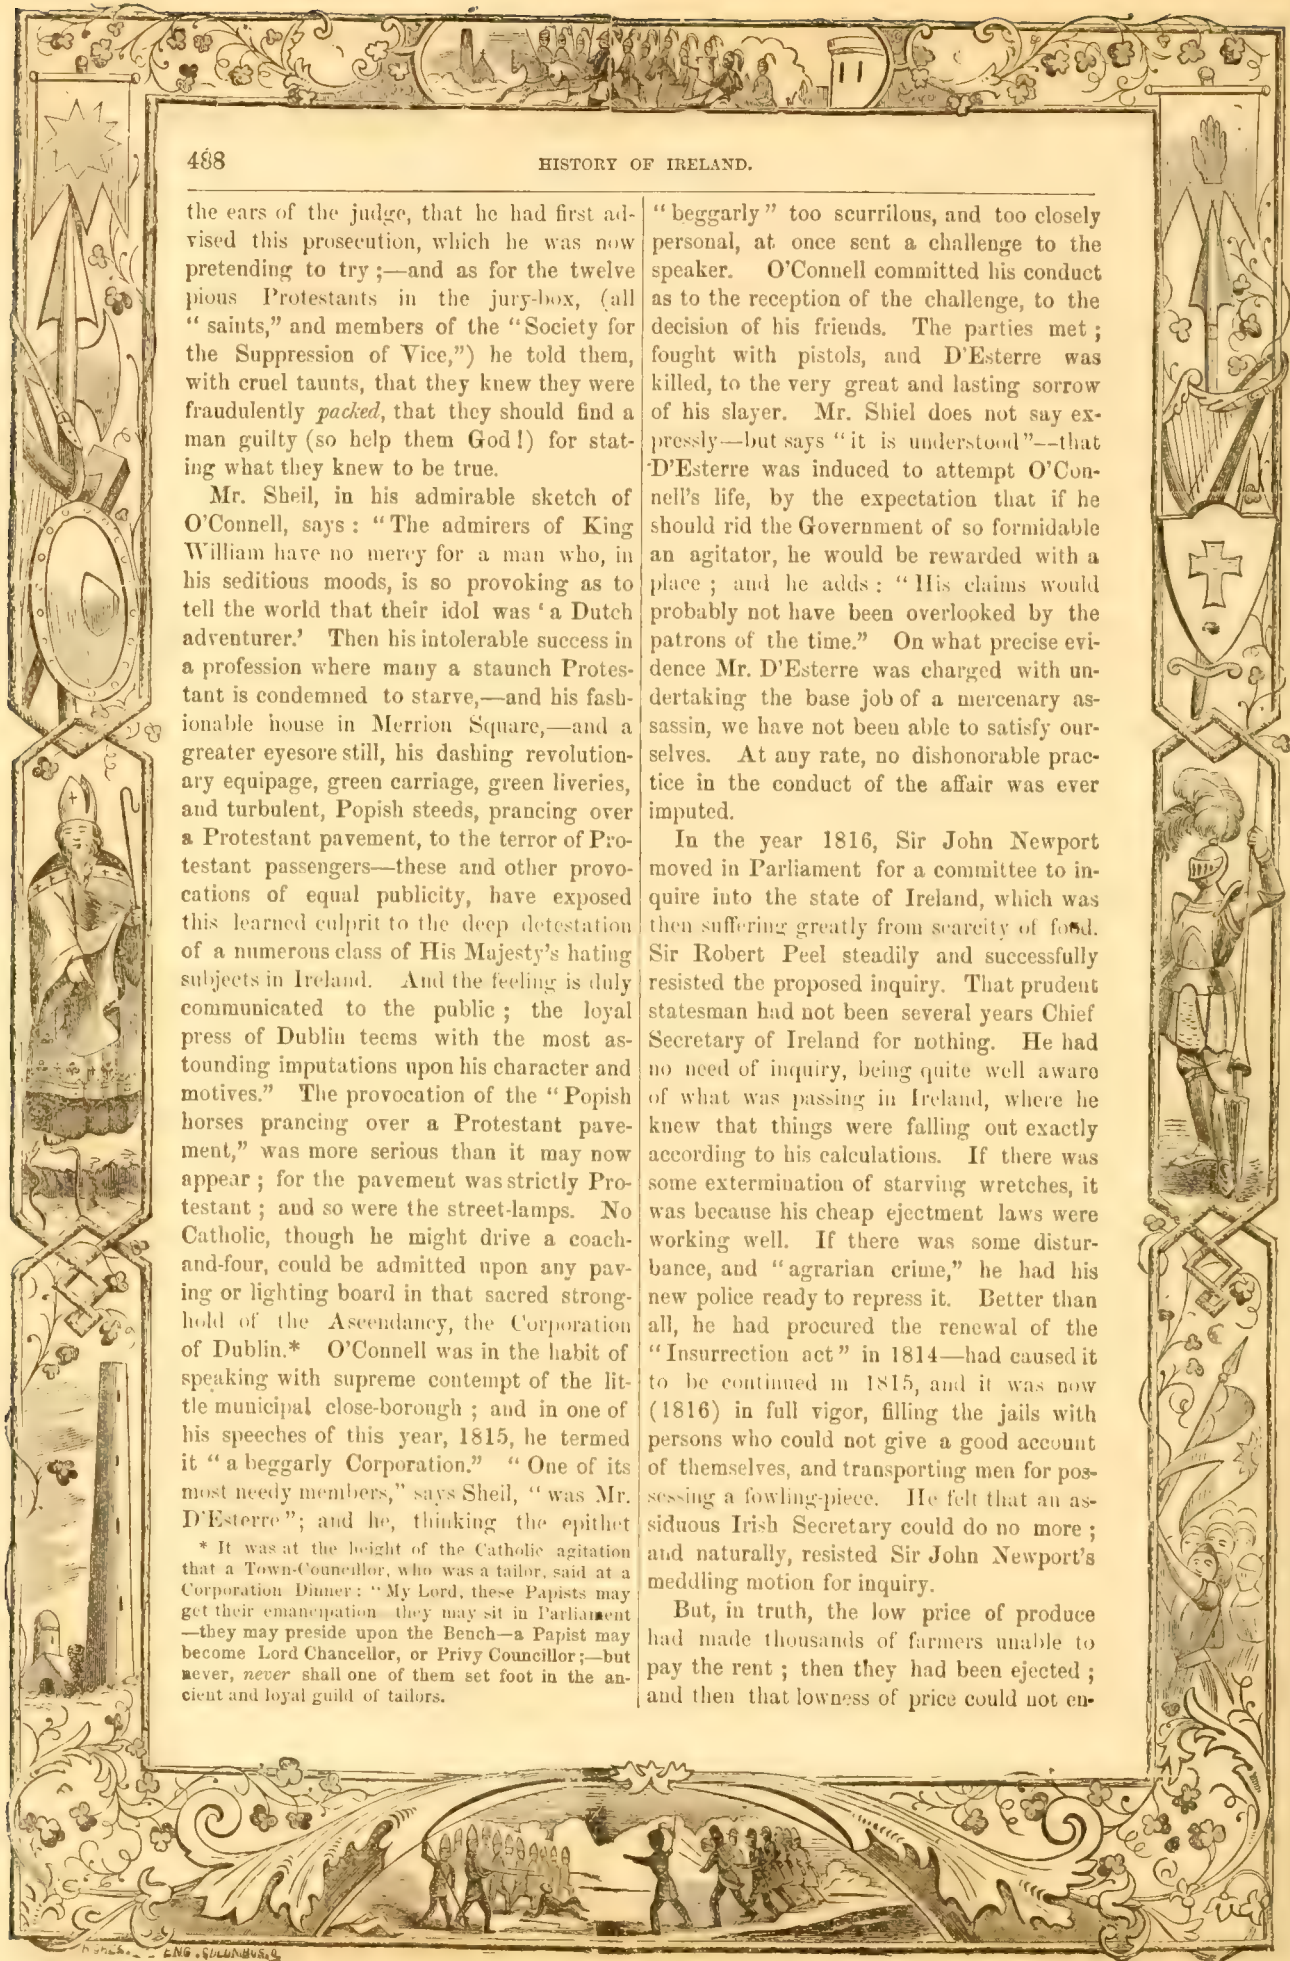 488
HISTORY OF IRELAND.
the ears of the judge, that he had first ad-
vised this prosecution, which he was now
pretending to try ;—and as for the twelve
pious Protestants in the jury-box, (all
“ saints,” and members of the “Society for
the Suppression of Vice,”) he told them,
with cruel taunts, that they knew they were
fraudulently packed, that they should find a
man guilty (so help them God!) for stat-
ing what they knew to be true.
Mr. Sheil, in his admirable sketch of
O'Connell, says : “The admirers of King
William have no mercy for a man who, in
his seditious moods, is so provoking as to
tell the world that their idol was ‘ a Dutch
adventurer.’ Then his intolerable success in
a profession where many a staunch Protes-
tant is condemned to starve,—and his fash-
ionable house in Merrion Square,—and a
greater eyesore still, his dashing revolution-
ary equipage, green carriage, green liveries,
and turbulent, Popish steeds, prancing over
a Protestant pavement, to the terror of Pro-
testant passengers—these and other provo-
cations of equal publicity, have exposed
this learned culprit to the deep detestation
of a numerous class of His Majesty's hating
subjects in Ireland. And the feeling is duly
communicated to the public ; the loyal
press of Dublin teems with the most as-
tounding imputations upon his character and
motives.” The provocation of the “Popish
horses prancing over a Protestant pave-
ment,” was more serious than it may now
appear ; for the pavement was strictly Pro-
testant ; and so were the street-lamps. No
Catholic, though he might drive a coach-
and-four, could be admitted upon any pav-
ing or lighting board in that sacred strong-
hold of the Ascendancy, the Corporation
of Dublin.* O'Connell was in the habit of
speaking with supreme contempt of the lit-
tle municipal close-borough ; and in one of
his speeches of this year, 1815, he termed
it “ a beggarly Corporation.” “ One of its
most needy members,” says Sheil, “ was Mr.
D'Esterre”; and he, thinking the epithet
* It was at the height of the Catholic agitation
that a Town-Councillor, who was a tailor, said at a
Corporation Dinner : “My Lord, these Papists may
get their emancipation they may sit in Parliament
—they may preside upon the Bench—a Papist may
become Lord Chancellor, or Privy Councillor ;—but
never, never shall one of them set foot in the an-
cient and loyal guild of tailors.
“ beggarly” too scurrilous, and too closely
personal, at once sent a challenge to the
speaker. O'Connell committed his conduct
as to the reception of the challenge, to the
decision of his friends. The parties met ;
fought with pistols, and D'Esterre was
killed, to the very great and lasting sorrow
of his slayer. Mr. Shiel does not say ex-
pressly—but says “it is understood”—that
D'Esterre was induced to attempt O'Con-
nell's life, by the expectation that if he
should rid the Government of so formidable
an agitator, he would be rewarded with a
place ; and he adds : “ His claims would
probably not have been overlooked by the
patrons of the time.” On what precise evi-
dence Mr. D'Esterre was charged with un-
dertaking the base job of a mercenary as-
sassin, we have not been able to satisfy our-
selves. At any rate, no dishonorable prac-
tice in the conduct of the affair was ever
imputed.
In the year 1816, Sir John Newport
moved in Parliament for a committee to in-
quire into the state of Ireland, which was
then suffering greatly from scarcity of food.
Sir Robert Peel steadily and successfully
resisted the proposed inquiry. That prudent
statesman had not been several years Chief
Secretary of Ireland for nothing. He had
no need of inquiry, being quite well aware
of what was passing in Ireland, where he
knew that things were falling out exactly
according to his calculations. If there was
some extermination of starving wretches, it
was because his cheap ejectment laws were
working well. If there was some distur-
bance, and “agrarian crime,” he had his
new police ready to repress it. Better than
all, he had procured the renewal of the
“Insurrection act” in 1814—had caused it
to be continued in 1815, and it was now
(1816) in full vigor, filling the jails with
persons who could not give a good account
of themselves, and transporting men for pos-
sessing a fowling-piece. He felt that an as-
siduous Irish Secretary could do no more ;
and naturally, resisted Sir John Newport's
meddling motion for inquiry.
But, in truth, the low price of produce
had made thousands of farmers unable to
pay the rent ; then they had been ejected ;
and then that lowness of price could not en-
ENG. COLUMBUS. O